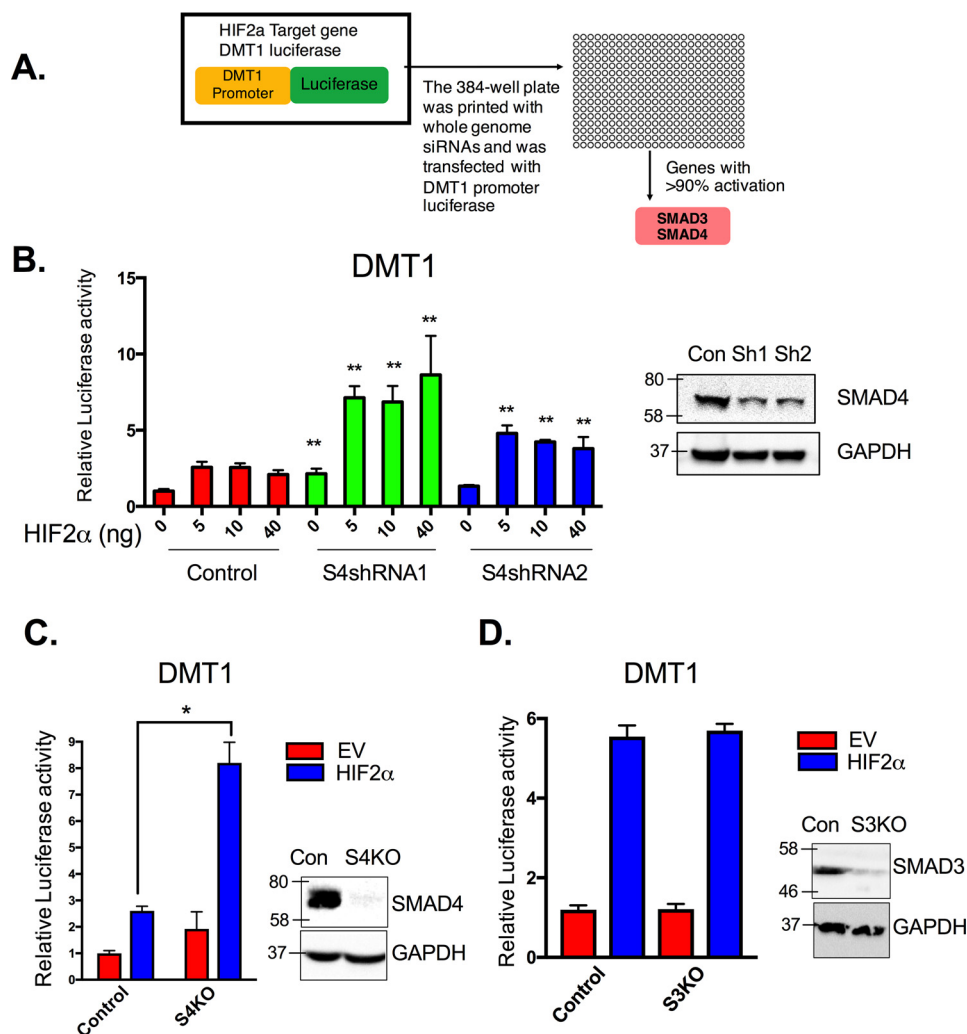 A.
HIF2a Target gene
DMT1 luciferase
DMT1
Promoter
Luciferase
The 384-well plate
was printed with
whole genome
siRNAs and was
transfected with
DMT1 promoter
luciferase
Genes with
>90% activation
SMAD3
SMAD4
B.
DMT1
Relative Luciferase activity
15
10
5
0
** ** ** ** ** ** **
0 5 10 40 0 5 10 40 0 5 10 40
HIF2α (ng)
Control S4shRNA1 S4shRNA2
Con Sh1 Sh2
80
58
SMAD4
37
GAPDH
C.
DMT1
Relative Luciferase activity
9
8
7
6
5
4
3
2
1
*
EV
HIF2α
Control S4KO
Con S4KO
80
58
SMAD4
37
GAPDH
D.
DMT1
Relative Luciferase activity
6
4
2
0
EV
HIF2α
Control S3KO
Con S3KO
58
46
SMAD3
37
GAPDH